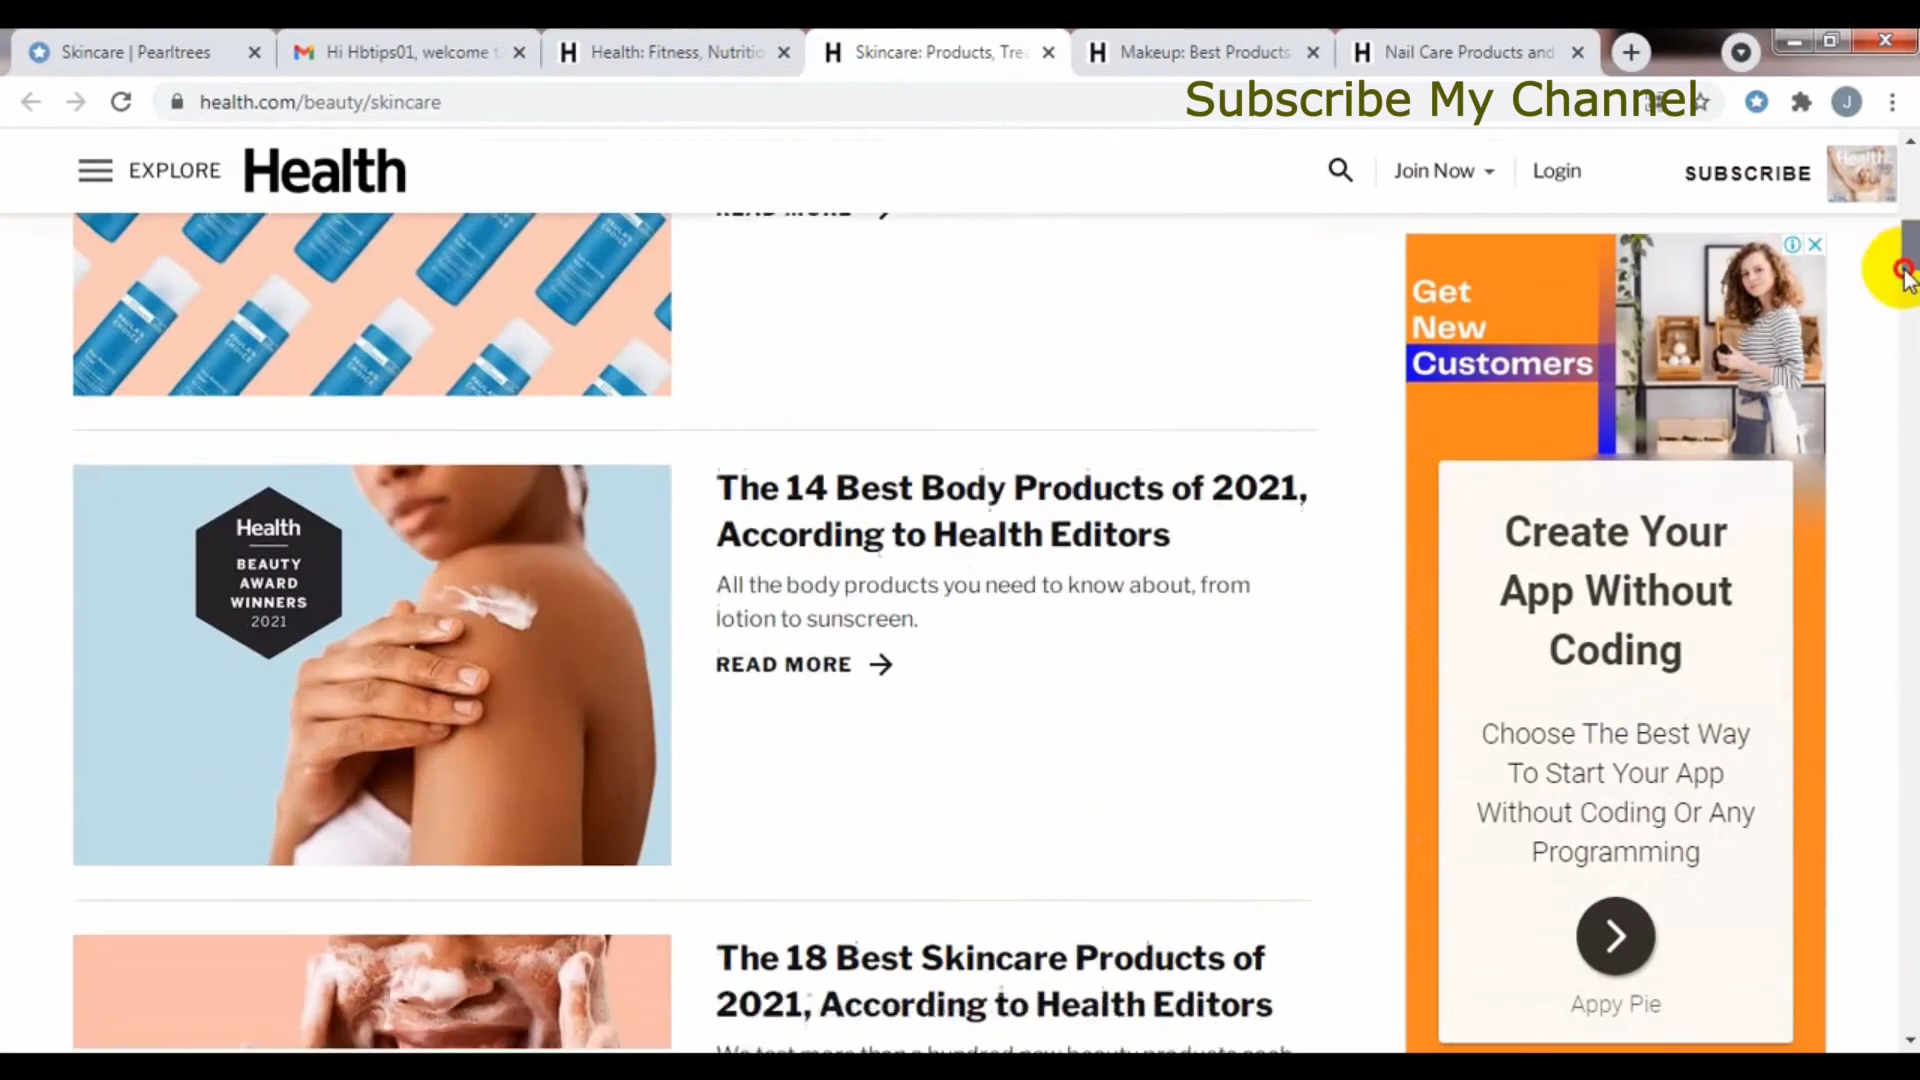 Skincare | Pearltrees
Hi Hbtips01, welcome t
Health: Fitness, Nutritio
Skincare: Products, Trea
Makeup: Best Products
Nail Care Products and
health.com/beauty/skincare
Subscribe My Channel
J
EXPLORE
Health
Join Now
Login
SUBSCRIBE
READ MORE
The 14 Best Body Products of 2021,
According to Health Editors
All the body products you need to know about, from
lotion to sunscreen.
READ MORE
Health
BEAUTY
AWARD
WINNERS
2021
The 18 Best Skincare Products of
2021, According to Health Editors
Get
New
Customers
Create Your
App Without
Coding
Choose The Best Way
To Start Your App
Without Coding Or Any
Programming
Appy Pie